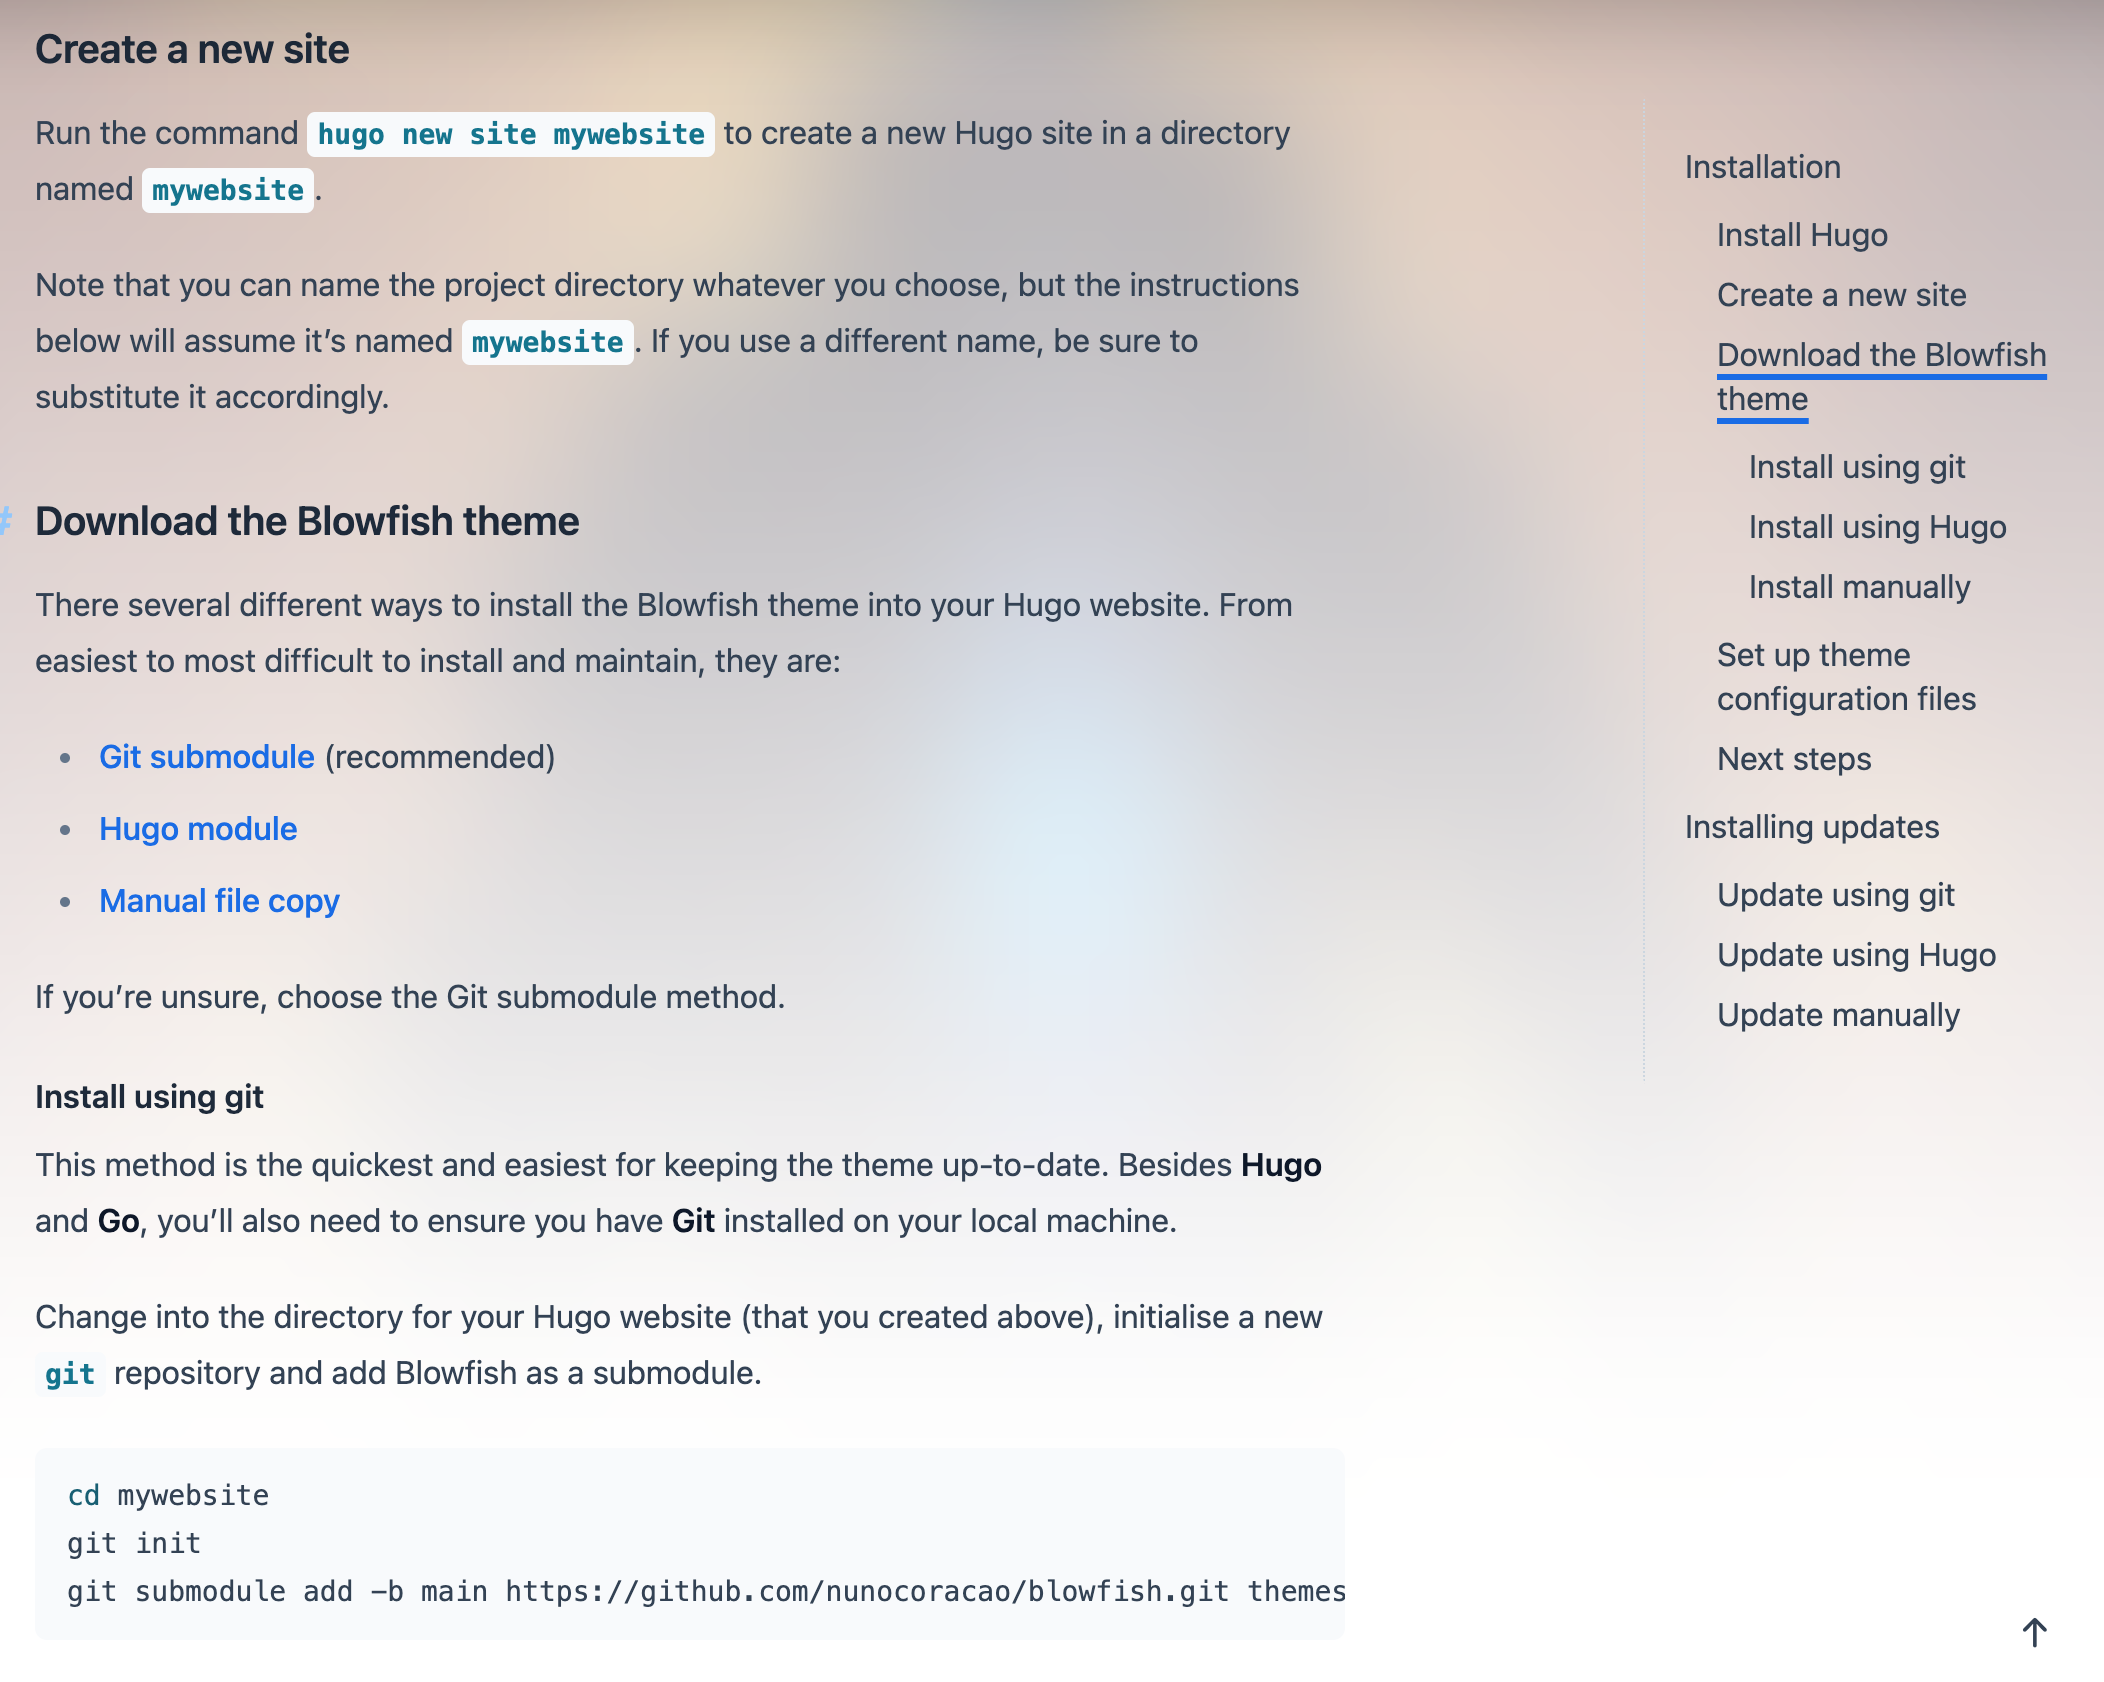 Create a new site
Run the command hugo new site mywebsite to create a new Hugo site in a directory
named mywebsite.
Note that you can name the project directory whatever you choose, but the instructions
below will assume it’s named mywebsite. If you use a different name, be sure to
substitute it accordingly.
# Download the Blowfish theme
There several different ways to install the Blowfish theme into your Hugo website. From
easiest to most difficult to install and maintain, they are:
• Git submodule (recommended)
• Hugo module
• Manual file copy
If you’re unsure, choose the Git submodule method.
Install using git
This method is the quickest and easiest for keeping the theme up-to-date. Besides Hugo
and Go, you’ll also need to ensure you have Git installed on your local machine.
Change into the directory for your Hugo website (that you created above), initialise a new
git repository and add Blowfish as a submodule.
cd mywebsite
git init
git submodule add -b main https://github.com/nunocoracao/blowfish.git themes
Installation
Install Hugo
Create a new site
Download the Blowfish
theme
Install using git
Install using Hugo
Install manually
Set up theme
configuration files
Next steps
Installing updates
Update using git
Update using Hugo
Update manually